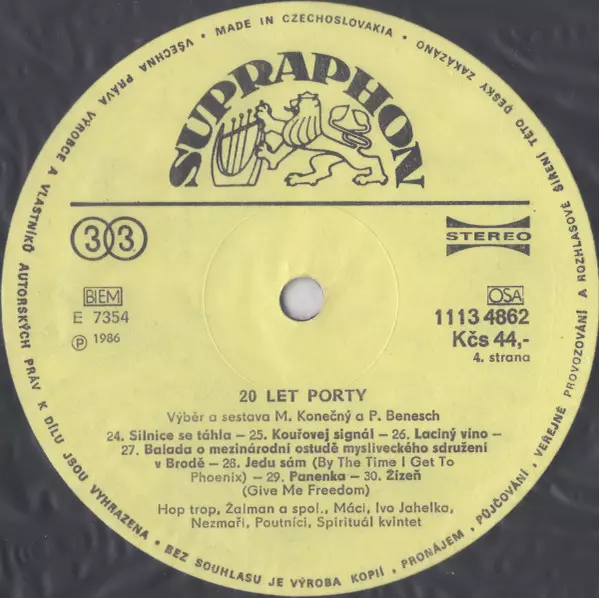 • MADE IN CZECHOSLOVAKIA •
VŠECHNA PRÁVA VÝROBCE A VLASTNÍKŮ AUTORSKÝCH PRÁV K DÍLU JSOU VYHRAZENA • BEZ SOUHLASU JE VÝROBA KOPIÍ, PRONÁJEM, PŮJČOVÁNÍ, VEŘEJNÉ PROVOZOVÁNÍ A ROZHLASOVÉ ŠÍŘENÍ TÉTO DESKY ZAKÁZÁNO
SUPRAPHON
33
STEREO
BIEM
OSA
E 7354
1113 4862
Ⓟ 1986
Kčs 44,-
4. strana
20 LET PORTY
Výběr a sestava M. Konečný a P. Benesch
24. Silnice se táhla – 25. Kouřovej signál – 26. Laciný víno –
27. Balada o mezinárodní ostudě mysliveckého sdružení
v Brodě – 28. Jedu sám (By The Time I Get To
Phoenix) – 29. Panenka – 30. Žízeň
(Give Me Freedom)
Hop trop, Žalman a spol., Máci, Ivo Jahelka,
Nezmaři, Poutníci, Spirituál kvintet